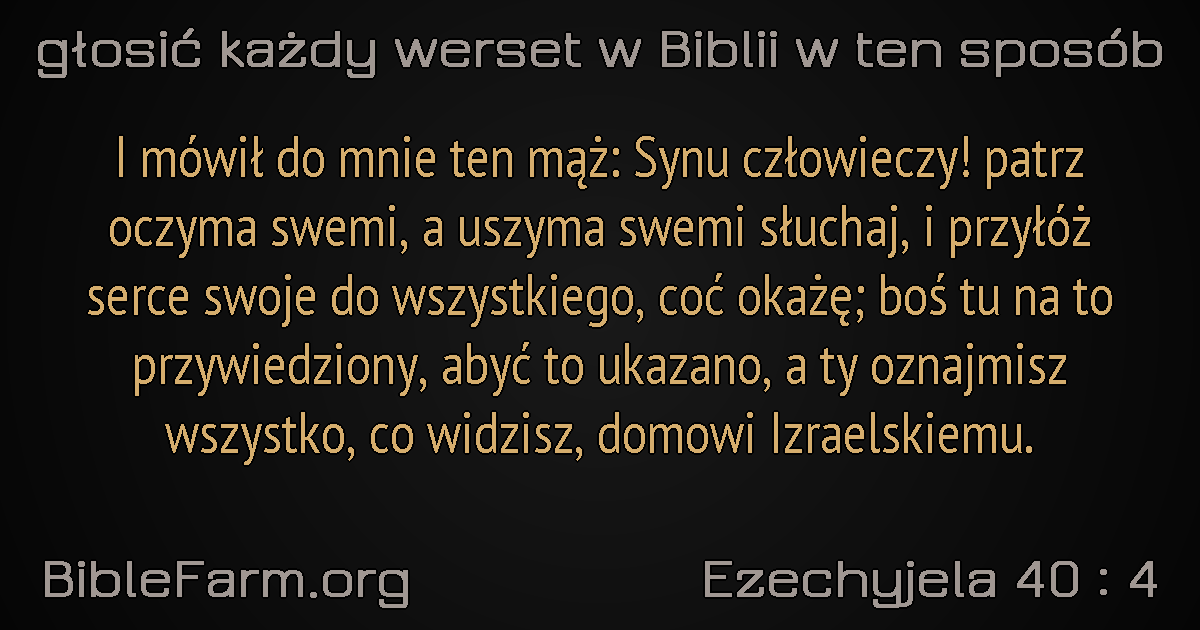 głosić każdy werset w Biblii w ten sposób
I mówił do mnie ten mąż: Synu człowieczy! patrz
oczyma swemi, a uszyma swemi słuchaj, i przyłóż
serce swoje do wszystkiego, coć okażę; boś tu na to
przywiedziony, abyć to ukazano, a ty oznajmisz
wszystko, co widzisz, domowi Izraelskiemu.
BibleFarm.org
Ezechyjela 40 : 4